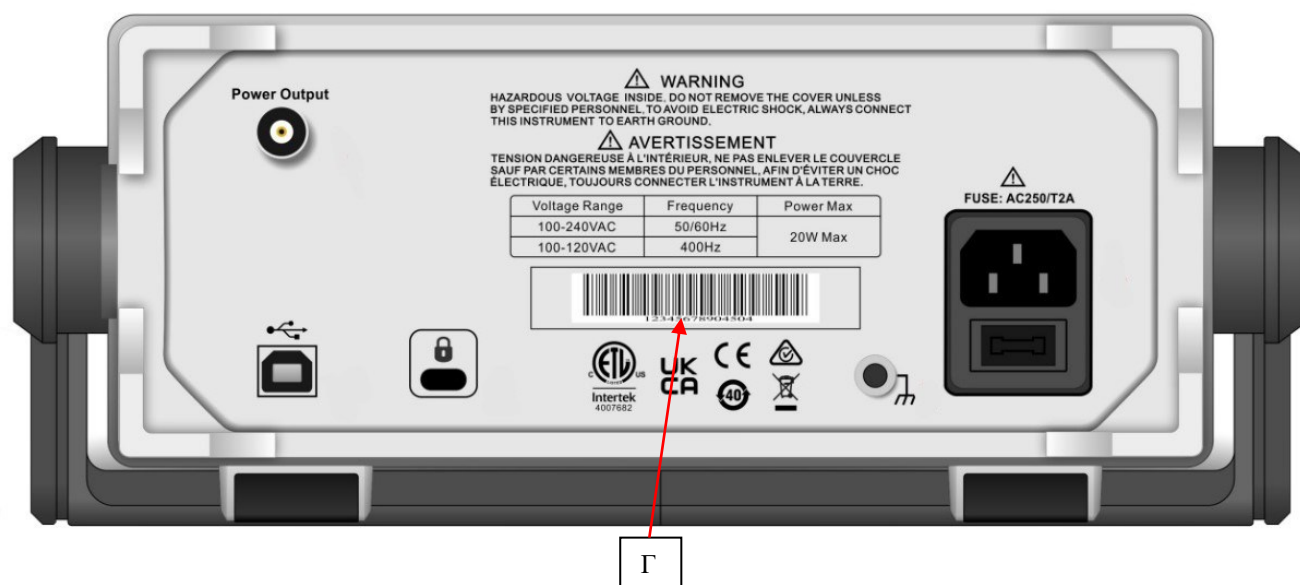 Power Output
WARNING
HAZARDOUS VOLTAGE INSIDE. DO NOT REMOVE THE COVER UNLESS
BY SPECIFIED PERSONNEL, TO AVOID ELECTRIC SHOCK, ALWAYS CONNECT
THIS INSTRUMENT TO EARTH GROUND.
AVERTISSEMENT
TENSION DANGEREUSE À L'INTÉRIEUR, NE PAS ENLEVER LE COUVERCLE
SAUF PAR CERTAINS MEMBRES DU PERSONNEL, AFIN D'ÉVITER UN CHOC
ÉLECTRIQUE, TOUJOURS CONNECTER L'INSTRUMENT À LA TERRE.
FUSE: AC250/T2A
Voltage Range Frequency Power Max
100-240VAC 50/60Hz 20W Max
100-120VAC 400Hz
12345678904504
C ETL US
Intertek
4007682
UK
CA
CE
40
Г